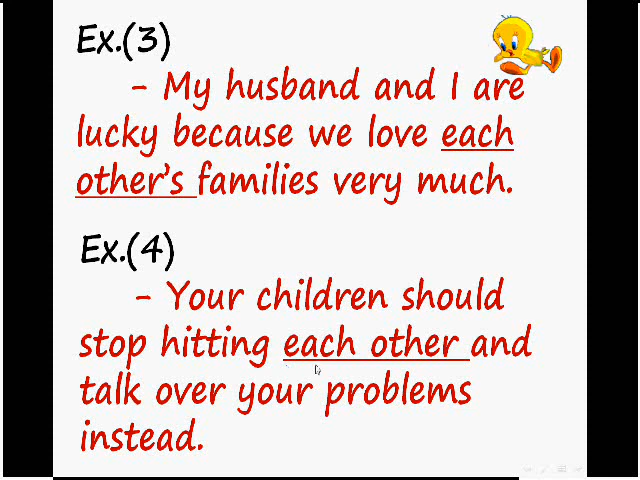 Ex.(3)
- My husband and I are
lucky because we love each
other's families very much.
Ex.(4)
- Your children should
stop hitting each other and
talk over your problems
instead.